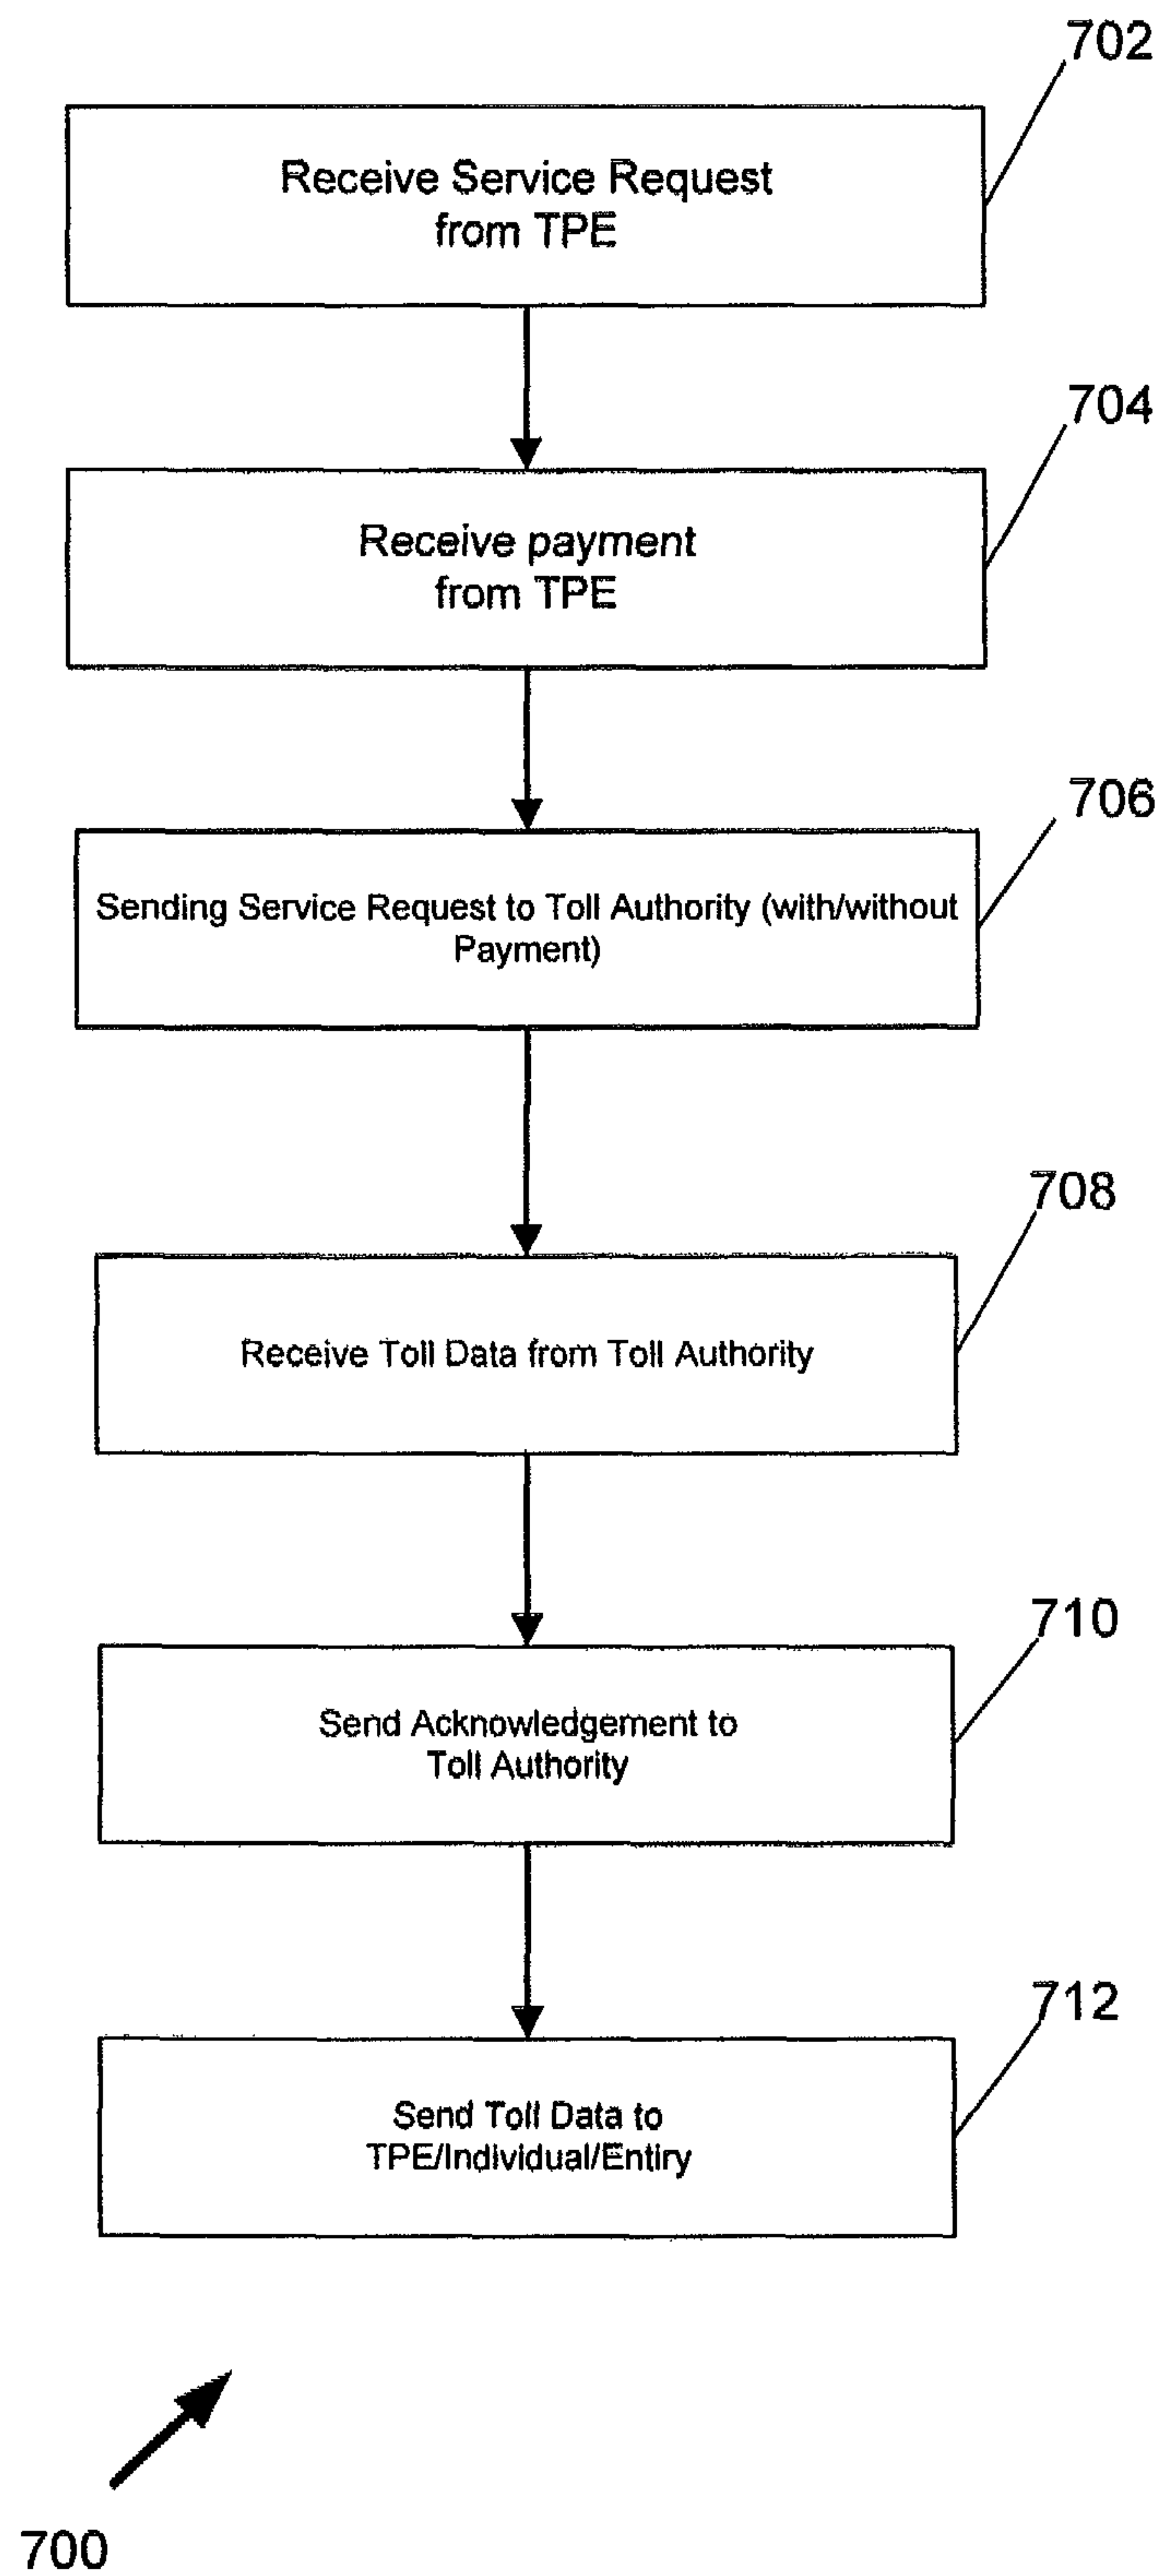 702
Receive Service Request
from TPE
704
Receive payment
from TPE
706
Sending Service Request to Toll Authority (with/without
Payment)
708
Receive Toll Data from Toll Authority
710
Send Acknowledgement to
Toll Authority
712
Send Toll Data to
TPE/Individual/Entiry
700